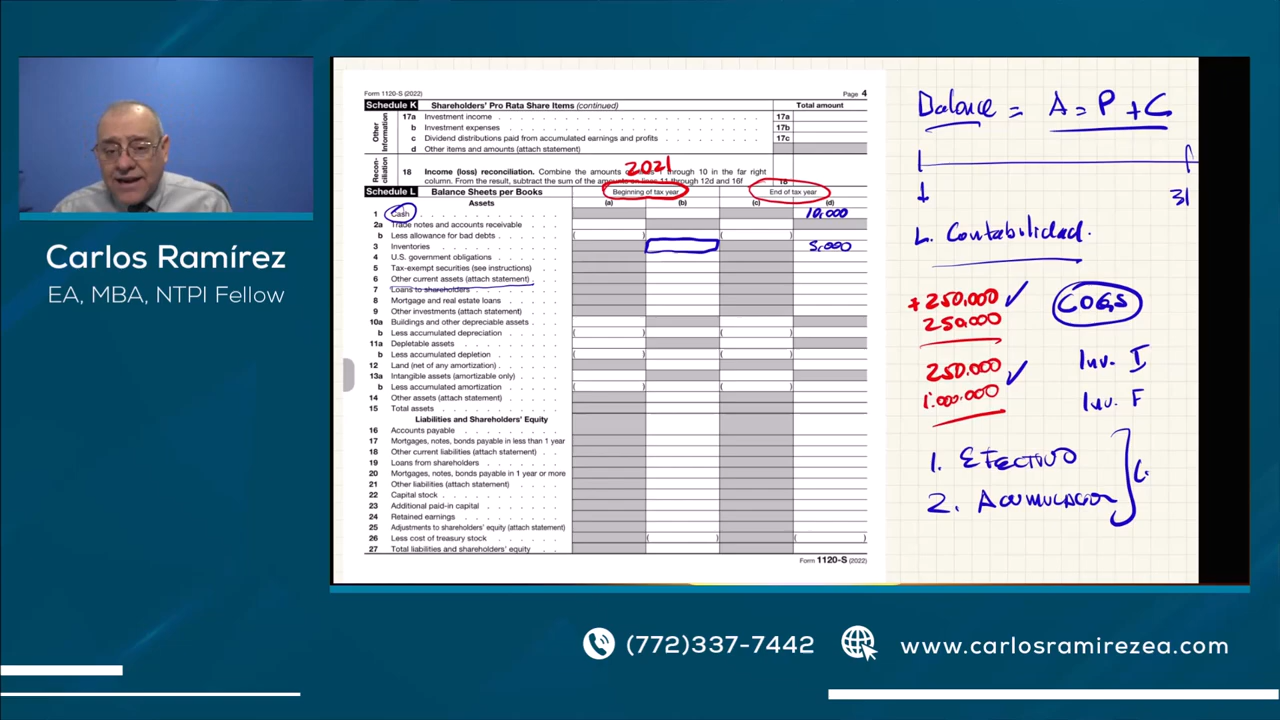 Form 1120-S (2022) Page 4
Schedule K Shareholders' Pro Rata Share Items (continued) Total amount
Other Information
17a Investment income 17a
b Investment expenses 17b
c Dividend distributions paid from accumulated earnings and profits 17c
d Other items and amounts (attach statement)
Recon-ciliation
18 Income (loss) reconciliation. Combine the amounts through 10 in the far right
column. From the result, subtract the sum of the amounts on lines 11 through 12d and 16f 18
2021
Schedule L Balance Sheets per Books Beginning of tax year End of tax year
Assets (a) (b) (c) (d)
1 Cash 10,000
2a Trade notes and accounts receivable
b Less allowance for bad debts ( ) ( )
3 Inventories 5,000
4 U.S. government obligations
5 Tax-exempt securities (see instructions)
6 Other current assets (attach statement)
7 Loans to shareholders
8 Mortgage and real estate loans
9 Other investments (attach statement)
10a Buildings and other depreciable assets
b Less accumulated depreciation ( ) ( )
11a Depletable assets
b Less accumulated depletion ( ) ( )
12 Land (net of any amortization)
13a Intangible assets (amortizable only)
b Less accumulated amortization ( ) ( )
14 Other assets (attach statement)
15 Total assets
Liabilities and Shareholders' Equity
16 Accounts payable
17 Mortgages, notes, bonds payable in less than 1 year
18 Other current liabilities (attach statement)
19 Loans from shareholders
20 Mortgages, notes, bonds payable in 1 year or more
21 Other liabilities (attach statement)
22 Capital stock
23 Additional paid-in capital
24 Retained earnings
25 Adjustments to shareholders' equity (attach statement)
26 Less cost of treasury stock ( ) ( )
27 Total liabilities and shareholders' equity
Form 1120-S (2022)
Balance = A = P + C
31
L. Contabilidad.
+ 250,000
250,000
COGS
250.000
1.000.000
Inv. I
Inv. F
1. EFECTIVO
2. ACUMULACION
Carlos Ramírez
EA, MBA, NTPI Fellow
(772)337-7442
www.carlosramirezea.com